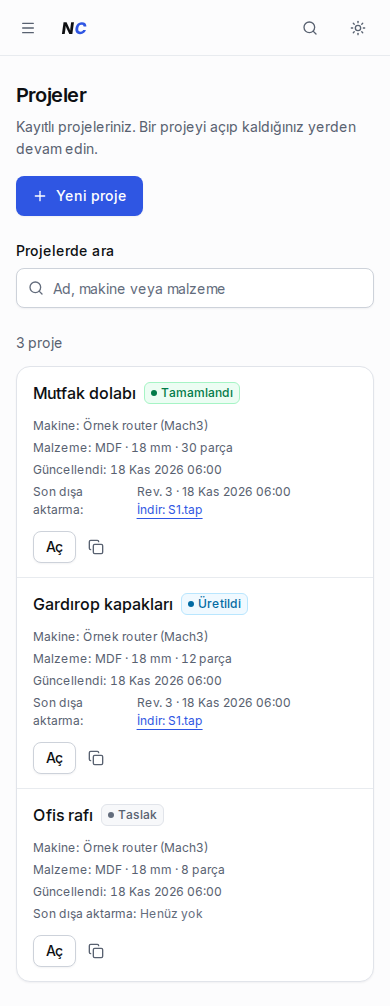 NC
Projeler
Kayıtlı projeleriniz. Bir projeyi açıp kaldığınız yerden
devam edin.
Yeni proje
Projelerde ara
Ad, makine veya malzeme
3 proje
Mutfak dolabı
Tamamlandı
Makine: Örnek router (Mach3)
Malzeme: MDF · 18 mm · 30 parça
Güncellendi: 18 Kas 2026 06:00
Son dışa aktarma:
Rev. 3 · 18 Kas 2026 06:00
İndir: S1.tap
Aç
Gardırop kapakları
Üretildi
Makine: Örnek router (Mach3)
Malzeme: MDF · 18 mm · 12 parça
Güncellendi: 18 Kas 2026 06:00
Son dışa aktarma:
Rev. 3 · 18 Kas 2026 06:00
İndir: S1.tap
Aç
Ofis rafı
Taslak
Makine: Örnek router (Mach3)
Malzeme: MDF · 18 mm · 8 parça
Güncellendi: 18 Kas 2026 06:00
Son dışa aktarma: Henüz yok
Aç